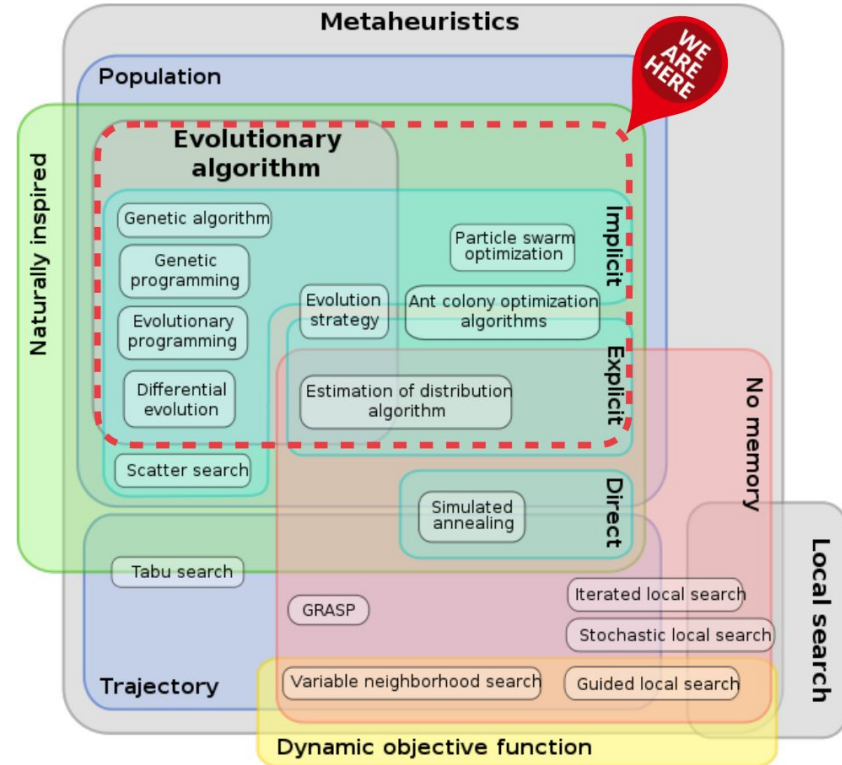 Metaheuristics
WE
ARE
HERE
Population
Naturally inspired
Evolutionary
algorithm
Genetic algorithm
Genetic
programming
Evolutionary
programming
Differential
evolution
Scatter search
Evolution
strategy
Particle swarm
optimization
Ant colony optimization
algorithms
Implicit
Explicit
Estimation of distribution
algorithm
No memory
Direct
Simulated
annealing
Tabu search
GRASP
Iterated local search
Stochastic local search
Local search
Trajectory
Variable neighborhood search
Guided local search
Dynamic objective function